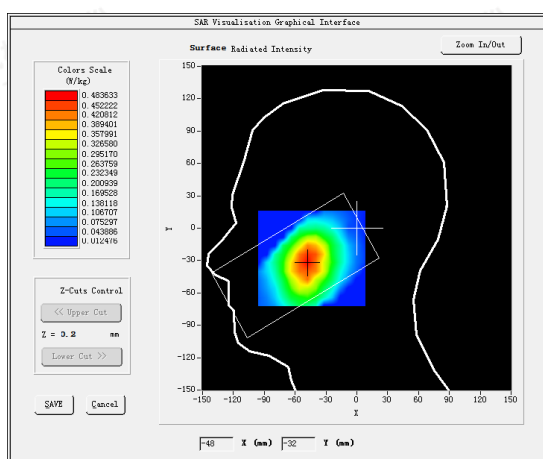 SAR Visualisation Graphical Interface
Surface Radiated Intensity
Zoom In/Out
Colors Scale
(W/kg)
0.483633
0.452222
0.420812
0.389401
0.357991
0.326580
0.295170
0.263759
0.232349
0.200939
0.169528
0.138118
0.106707
0.075297
0.043886
0.012476
150
120
90
60
30
0
-30
-60
-90
-120
-150
Y
-150 -120 -90 -60 -30 0 30 60 90 120 150
X
Z-Cuts Control
<< Upper Cut
Z = 0.2 mm
Lower Cut >>
SAVE Cancel
-48 X (mm) -32 Y (mm)